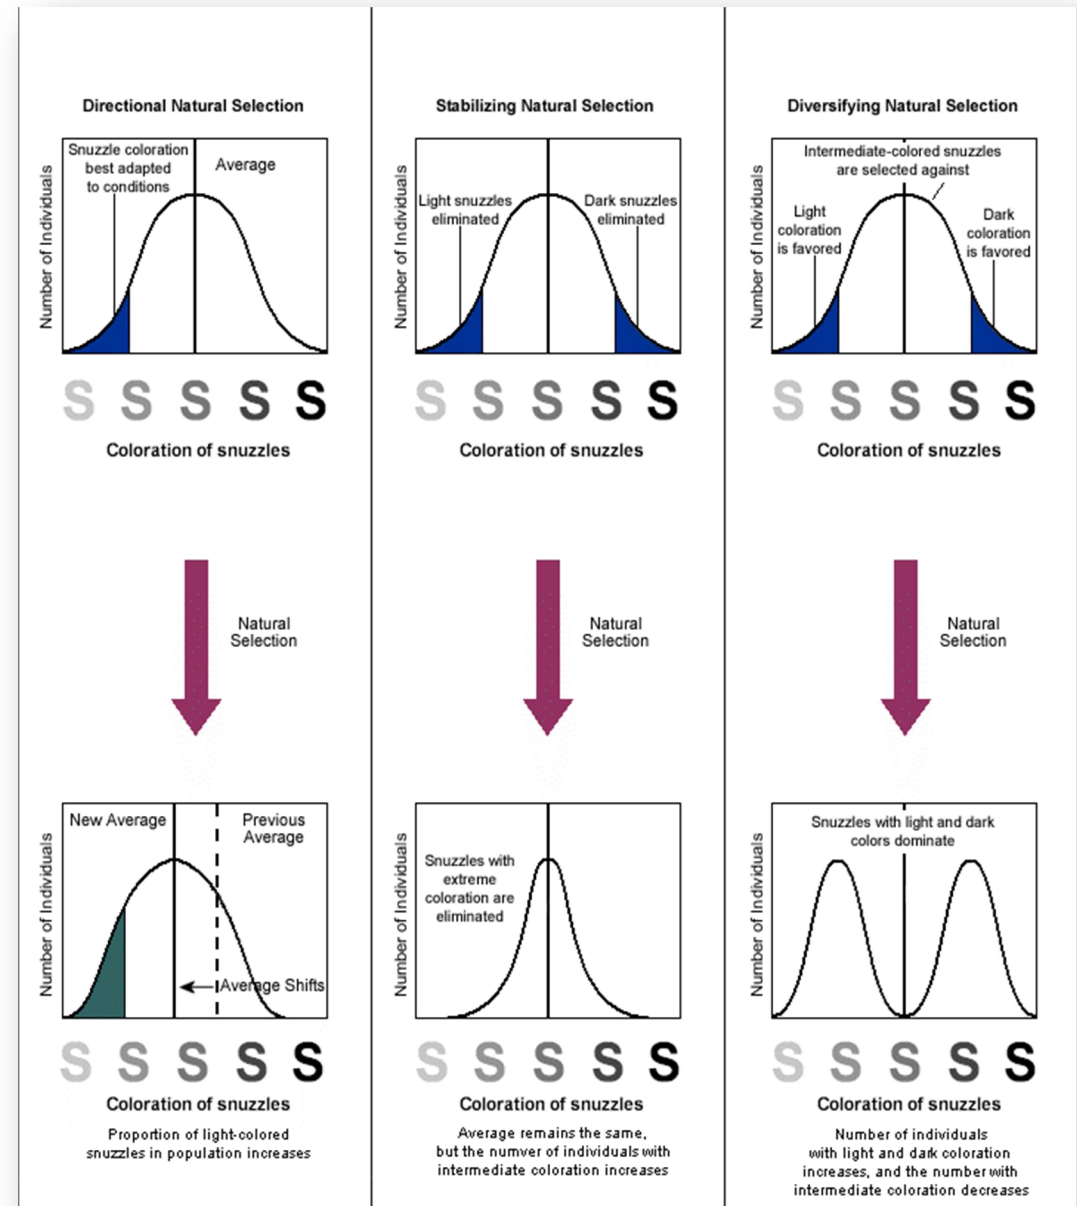 Directional Natural Selection
Snuzzle coloration
best adapted
to conditions
Average
Number of Individuals
S S S S S
Coloration of snuzzles
Natural
Selection
New Average
Previous
Average
Average Shifts
Number of Individuals
S S S S S
Coloration of snuzzles
Proportion of light-colored
snuzzles in population increases
Stabilizing Natural Selection
Light snuzzles
eliminated
Dark snuzzles
eliminated
Number of Individuals
S S S S S
Coloration of snuzzles
Natural
Selection
Snuzzles with
extreme
coloration are
eliminated
Number of Individuals
S S S S S
Coloration of snuzzles
Average remains the same,
but the numver of individuals with
intermediate coloration increases
Diversifying Natural Selection
Intermediate-colored snuzzles
are selected against
Light
coloration
is favored
Dark
coloration
is favored
Number of Individuals
S S S S S
Coloration of snuzzles
Natural
Selection
Snuzzles with light and dark
colors dominate
Number of Individuals
S S S S S
Coloration of snuzzles
Number of individuals
with light and dark coloration
increases, and the number with
intermediate coloration decreases